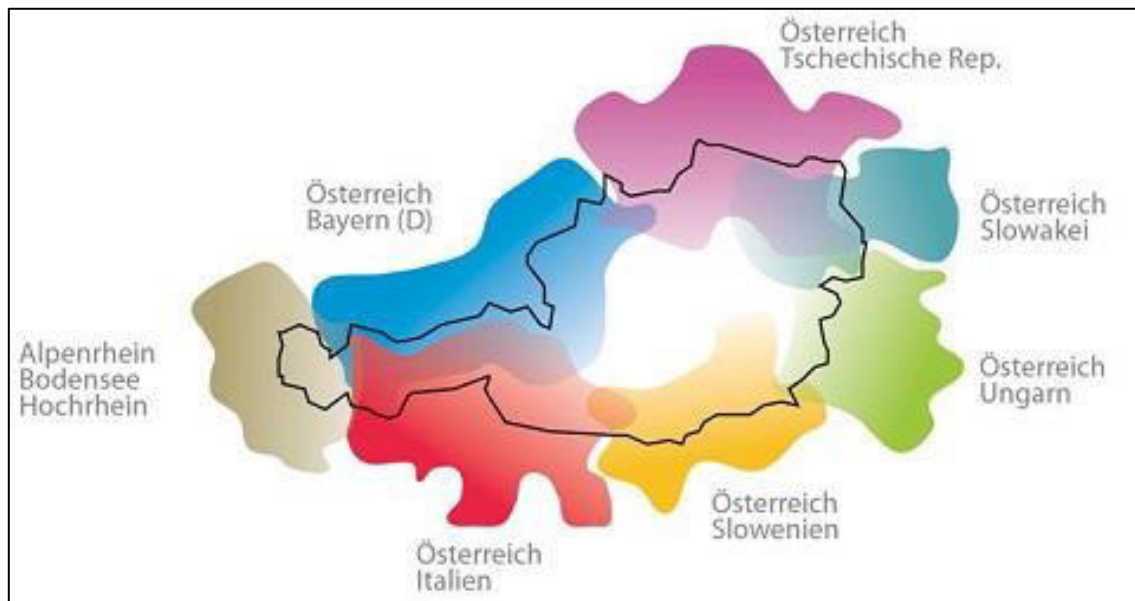 Österreich
Tschechische Rep.
Österreich
Bayern (D)
Österreich
Slowakei
Alpenrhein
Bodensee
Hochrhein
Österreich
Ungarn
Österreich
Slowenien
Österreich
Italien